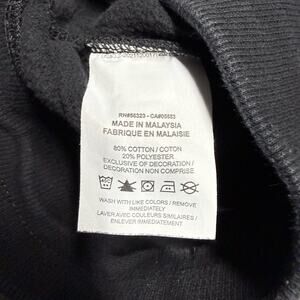 RN#56323 - CA#05553
MADE IN MALAYSIA
FABRIQUE EN MALAISIE
80% COTTON / COTON
20% POLYESTER
EXCLUSIVE OF DECORATION /
DECORATION NON COMPRISE
WASH WITH LIKE COLORS / REMOVE
IMMEDIATELY
LAVER AVEC COULEURS SIMILAIRES /
ENLEVER IMMEDIATEMENT